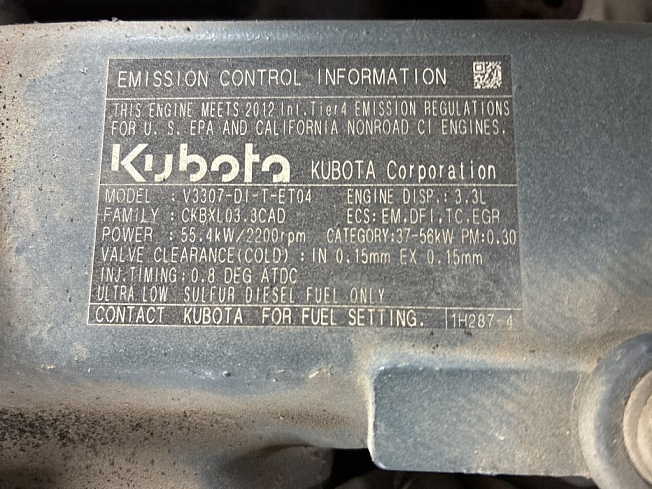 EMISSION CONTROL INFORMATION
THIS ENGINE MEETS 2012 Int.Tier4 EMISSION REGULATIONS
FOR U.S. EPA AND CALIFORNIA NONROAD CI ENGINES.
Kubota KUBOTA Corporation
MODEL : V3307-DI-T-ET04 ENGINE DISP.: 3.3L
FAMILY : CKBXL03.3CAD ECS: EM,DFI,TC,EGR
POWER : 55.4kW/2200rpm CATEGORY:37-56kW PM:0.30
VALVE CLEARANCE(COLD) : IN 0.15mm EX 0.15mm
INJ.TIMING: 0.8 DEG ATDC
ULTRA LOW SULFUR DIESEL FUEL ONLY
CONTACT KUBOTA FOR FUEL SETTING. 1H287-4